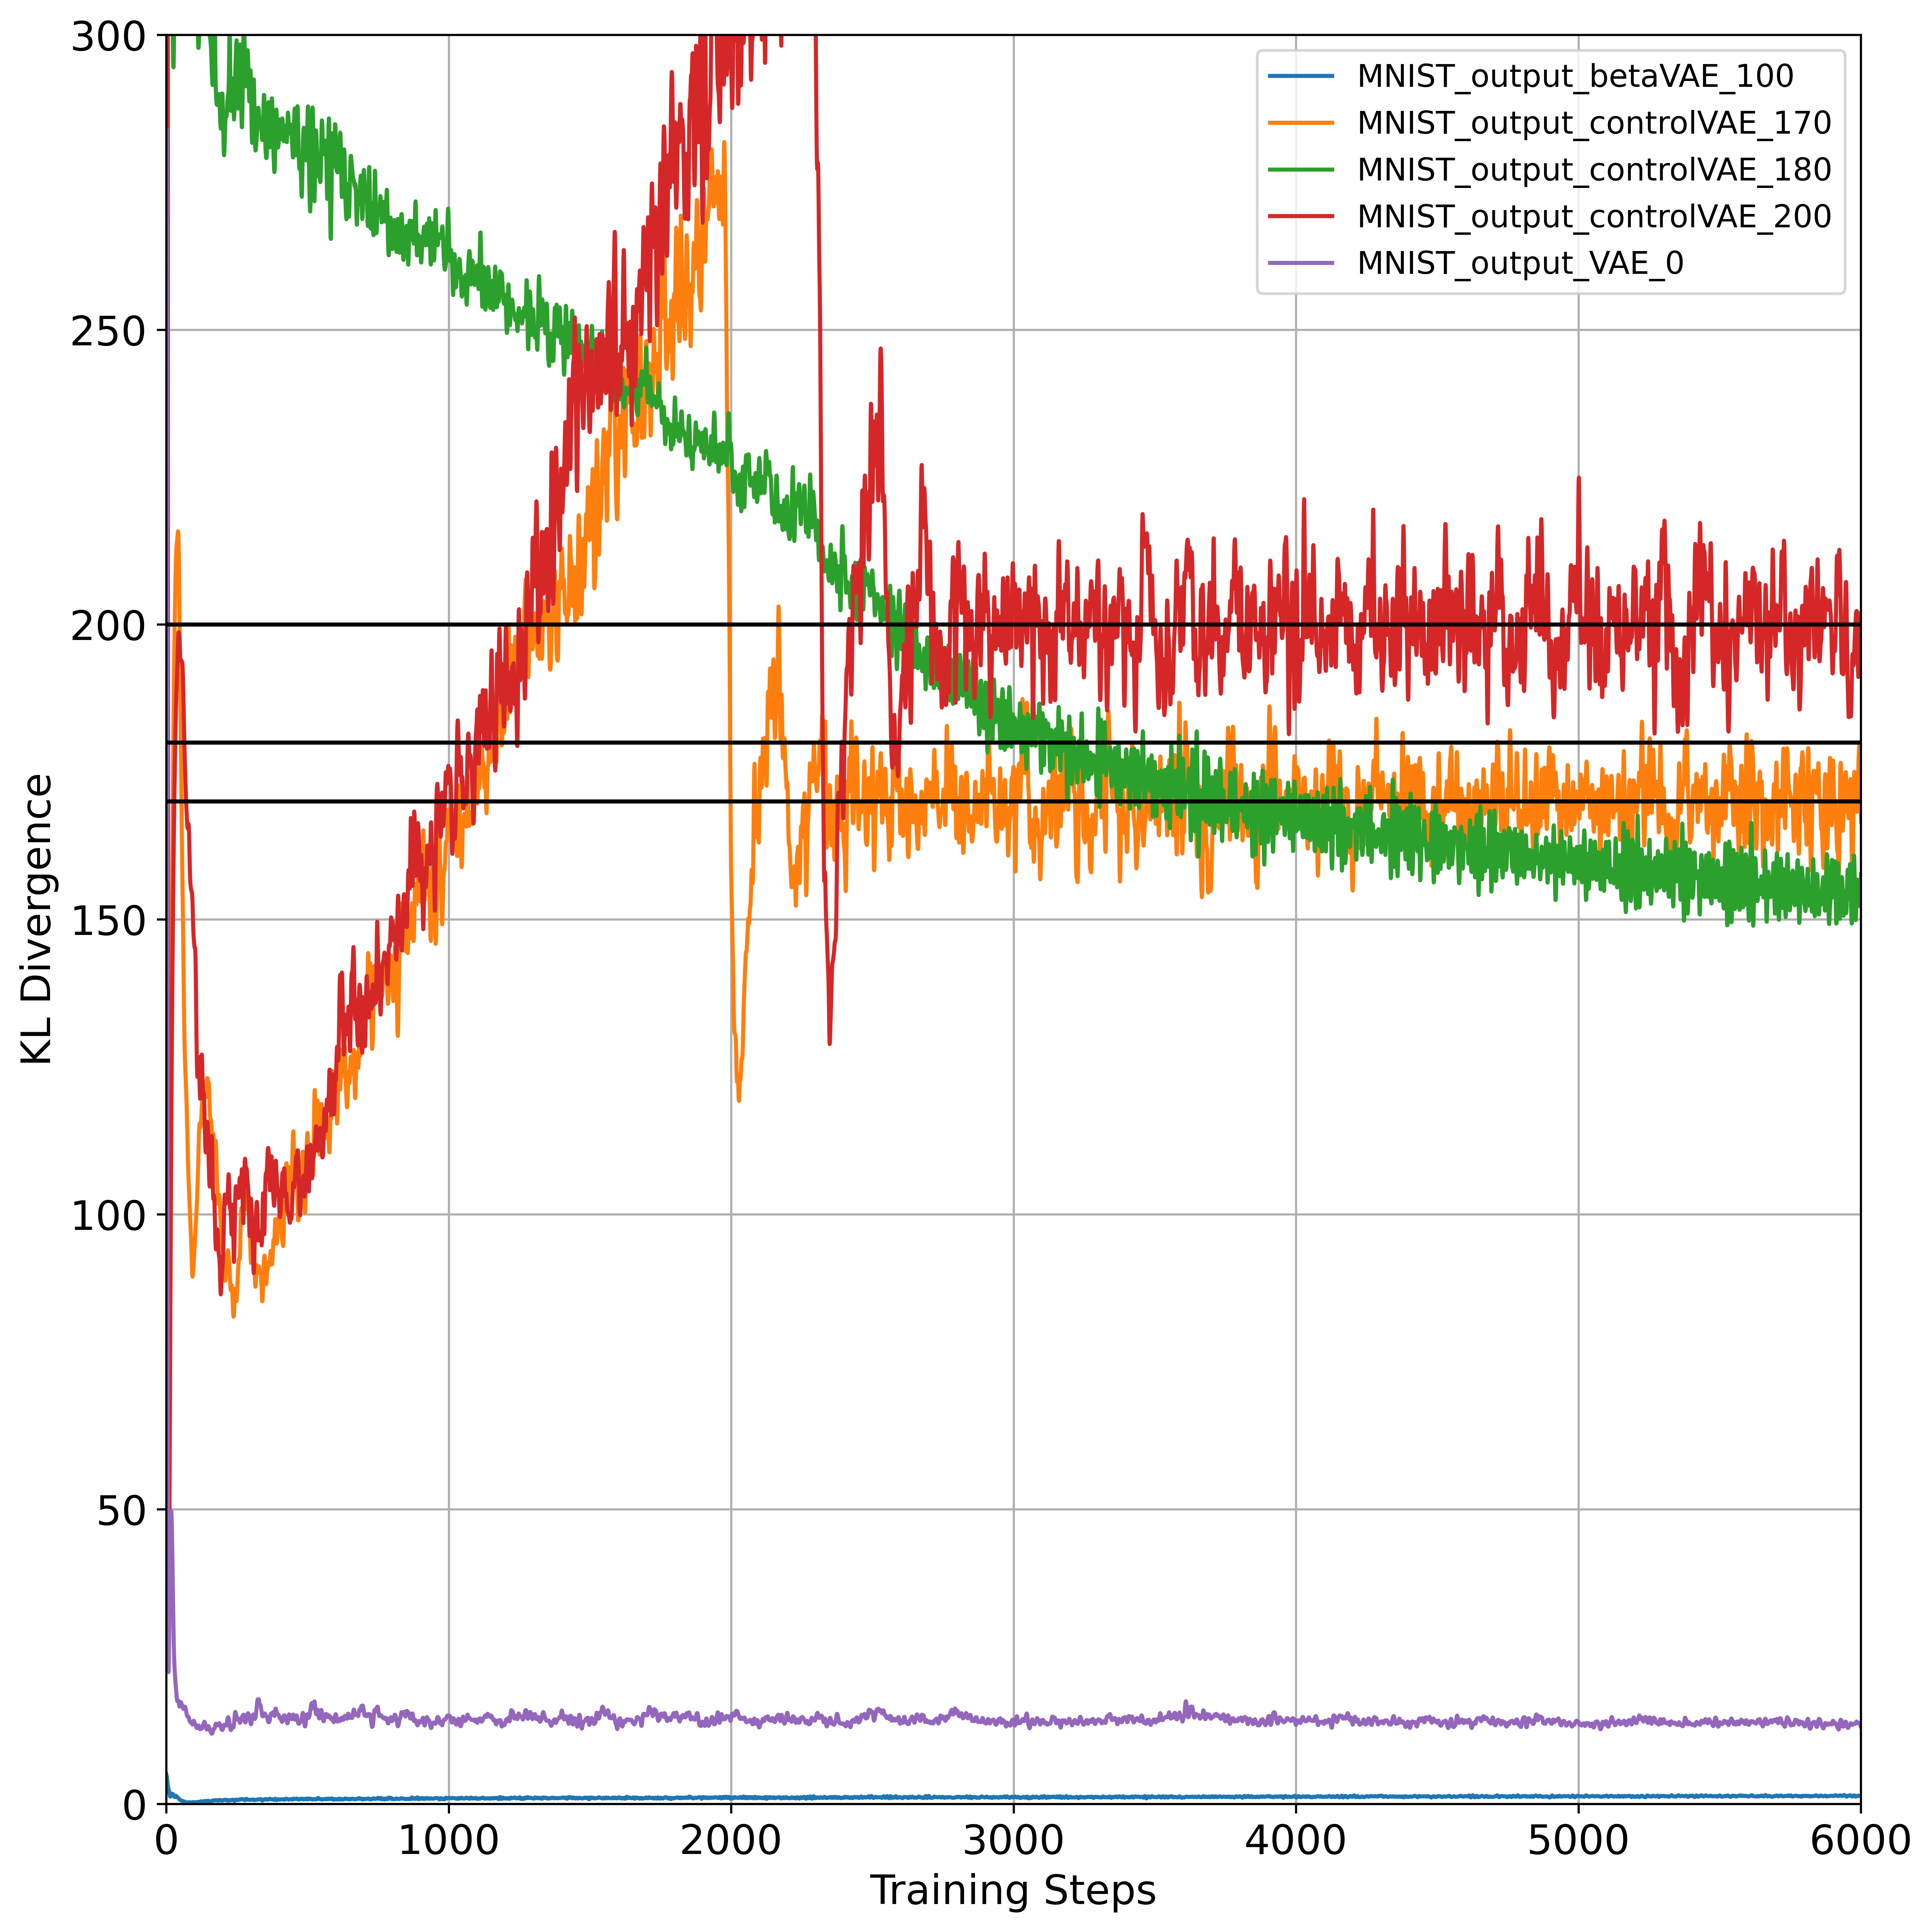 300
250
200
150
100
50
0
KL Divergence
MNIST_output_betaVAE_100
MNIST_output_controlVAE_170
MNIST_output_controlVAE_180
MNIST_output_controlVAE_200
MNIST_output_VAE_0
0 1000 2000 3000 4000 5000 6000
Training Steps